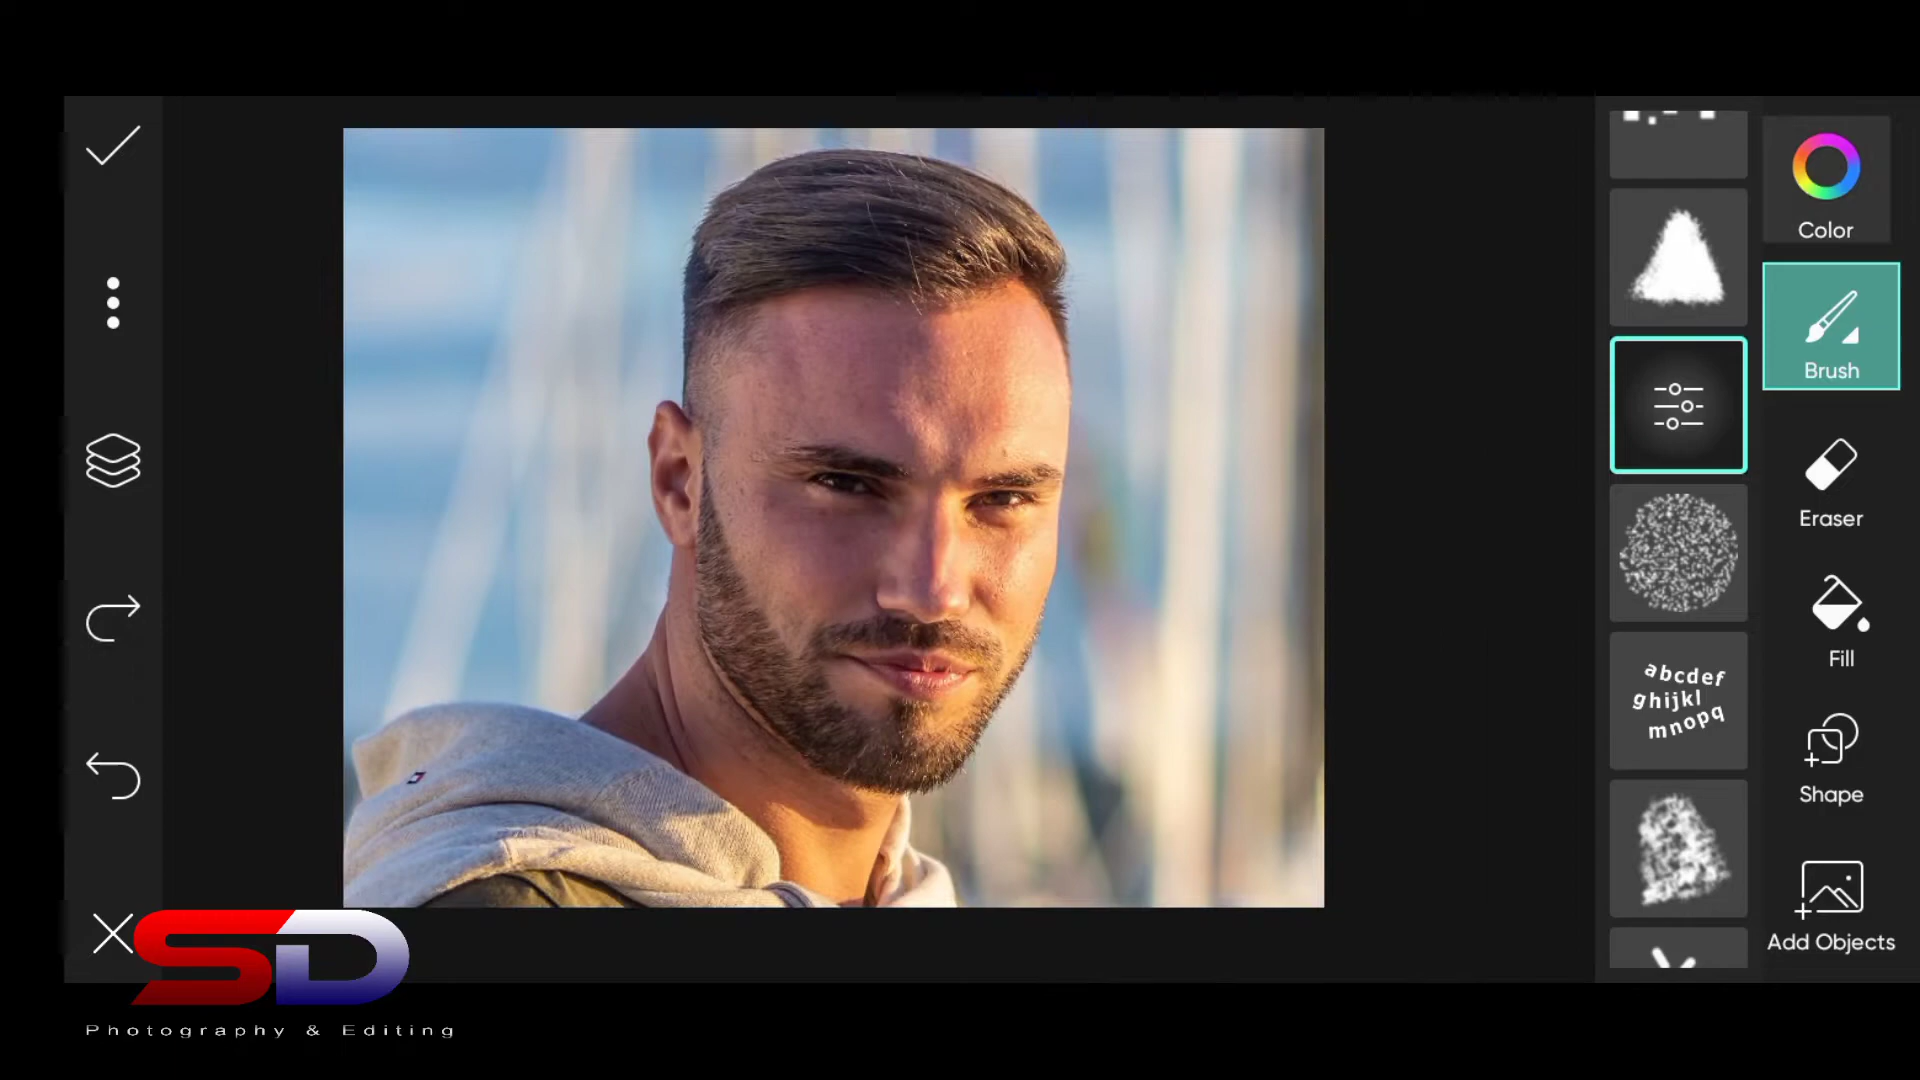 Color
Brush
Eraser
abcdef
ghijkl
mnopq
Fill
Shape
Add Objects
SD
Photography & Editing